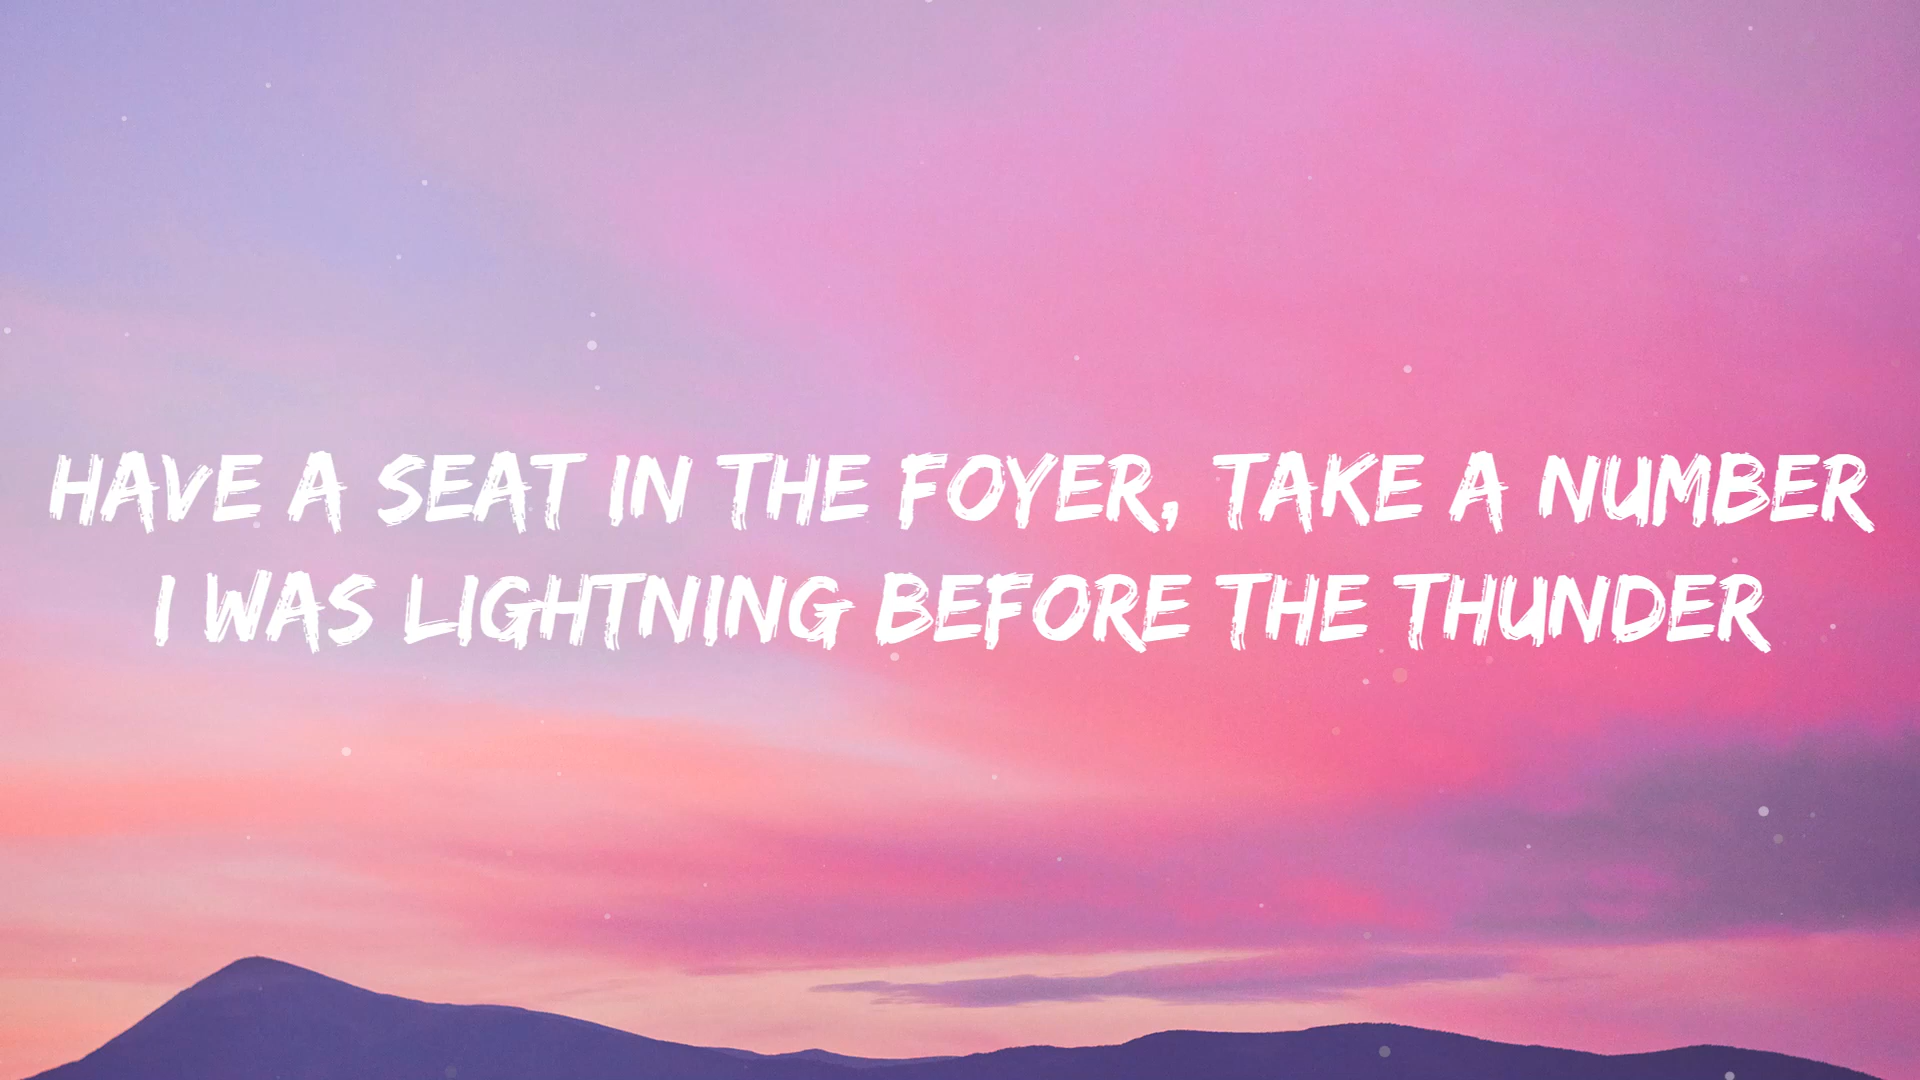 HAVE A SEAT IN THE FOYER, TAKE A NUMBER
I WAS LIGHTNING BEFORE THE THUNDER